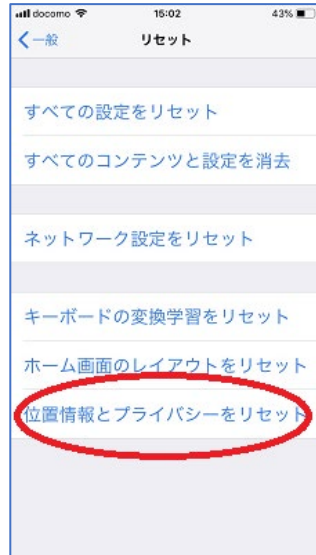 docomo 15:02 43%
一般 リセット
すべての設定をリセット
すべてのコンテンツと設定を消去
ネットワーク設定をリセット
キーボードの変換学習をリセット
ホーム画面のレイアウトをリセット
位置情報とプライバシーをリセット